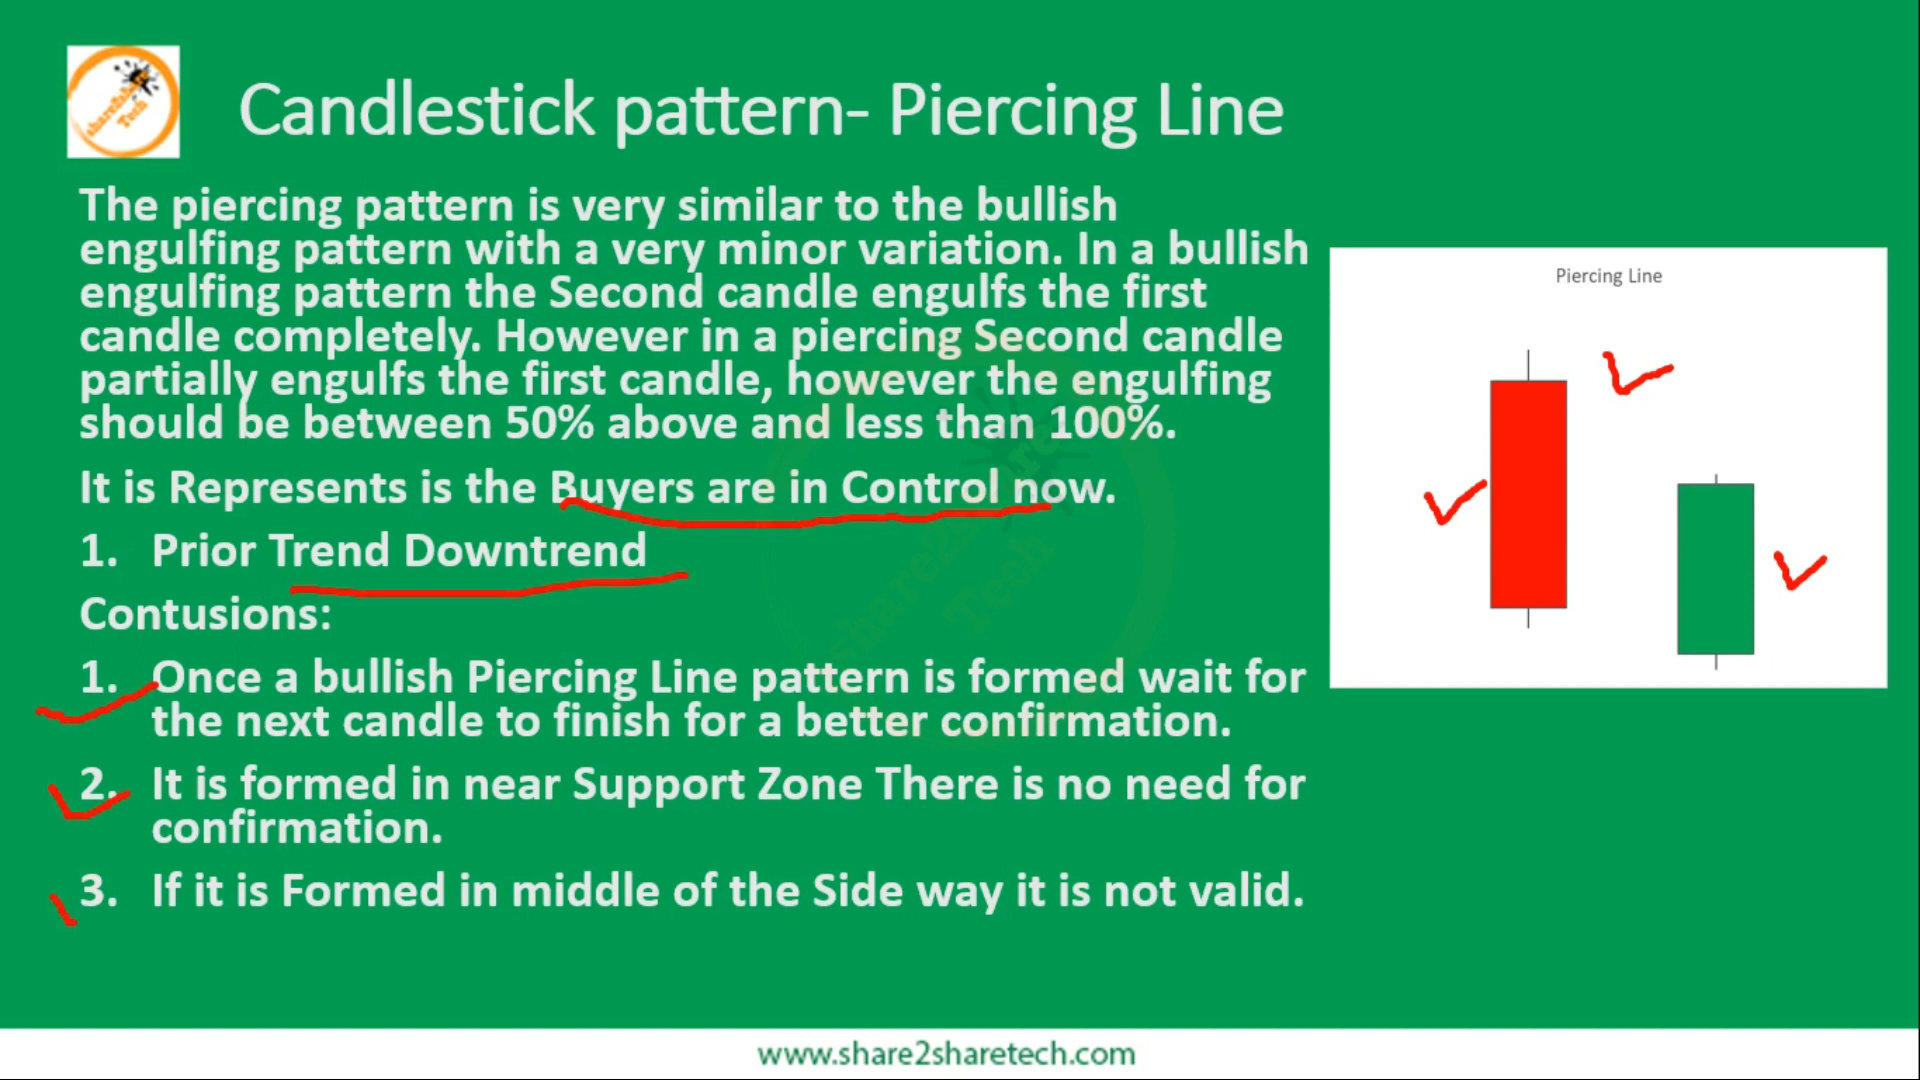 share2share
Tech
Candlestick pattern- Piercing Line
The piercing pattern is very similar to the bullish
engulfing pattern with a very minor variation. In a bullish
engulfing pattern the Second candle engulfs the first
candle completely. However in a piercing Second candle
partially engulfs the first candle, however the engulfing
should be between 50% above and less than 100%.
It is Represents is the Buyers are in Control now.
1. Prior Trend Downtrend
Contusions:
1. Once a bullish Piercing Line pattern is formed wait for
the next candle to finish for a better confirmation.
2. It is formed in near Support Zone There is no need for
confirmation.
3. If it is Formed in middle of the Side way it is not valid.
Piercing Line
share2share
Tech
www.share2sharetech.com